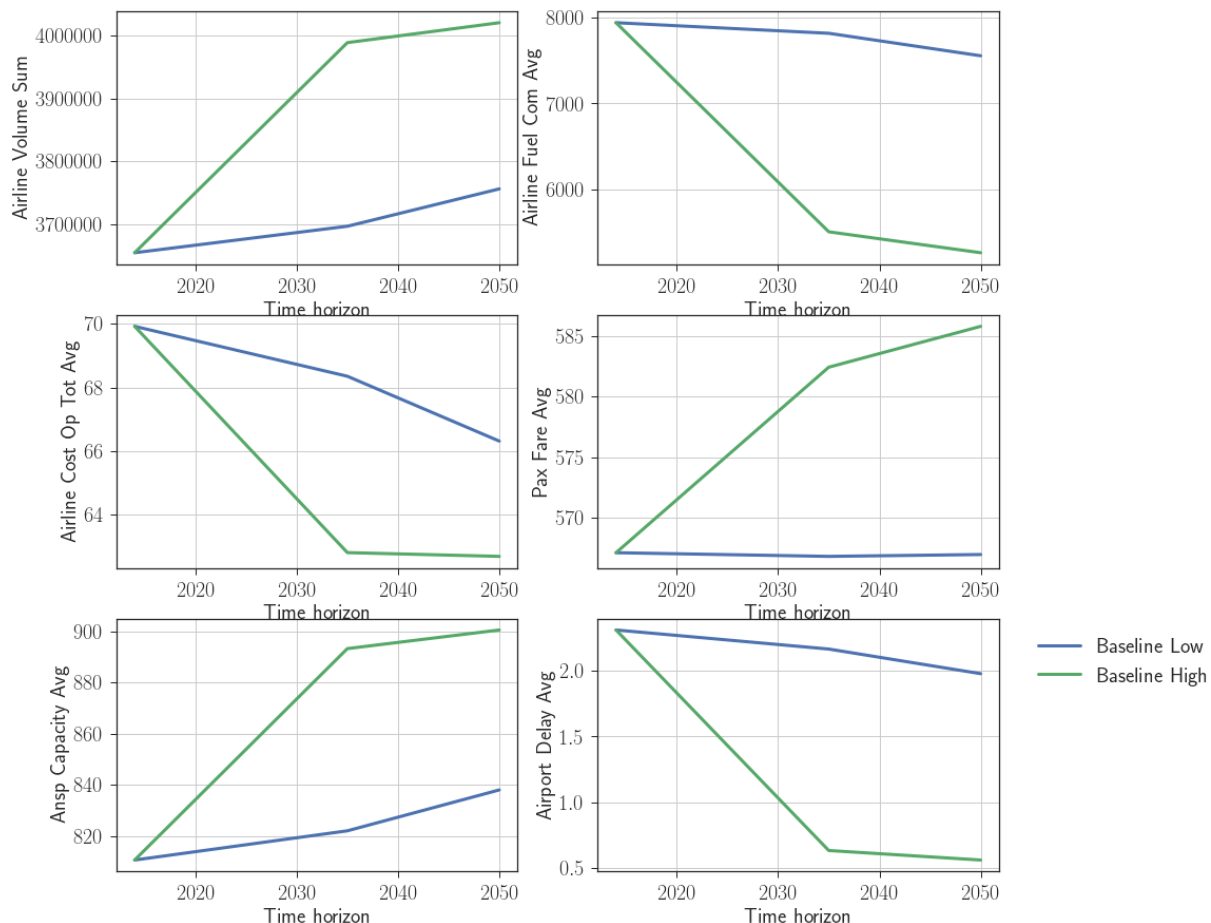 4000000
3900000
3800000
3700000
Airline Volume Sum
2020 2030 2040 2050
Time horizon
8000
7000
6000
Airline Fuel Com Avg
2020 2030 2040 2050
Time horizon
70
68
66
64
Airline Cost Op Tot Avg
2020 2030 2040 2050
Time horizon
585
580
575
570
Pax Fare Avg
2020 2030 2040 2050
Time horizon
900
880
860
840
820
Ansp Capacity Avg
2020 2030 2040 2050
Time horizon
2.0
1.5
1.0
0.5
Airport Delay Avg
2020 2030 2040 2050
Time horizon
Baseline Low
Baseline High